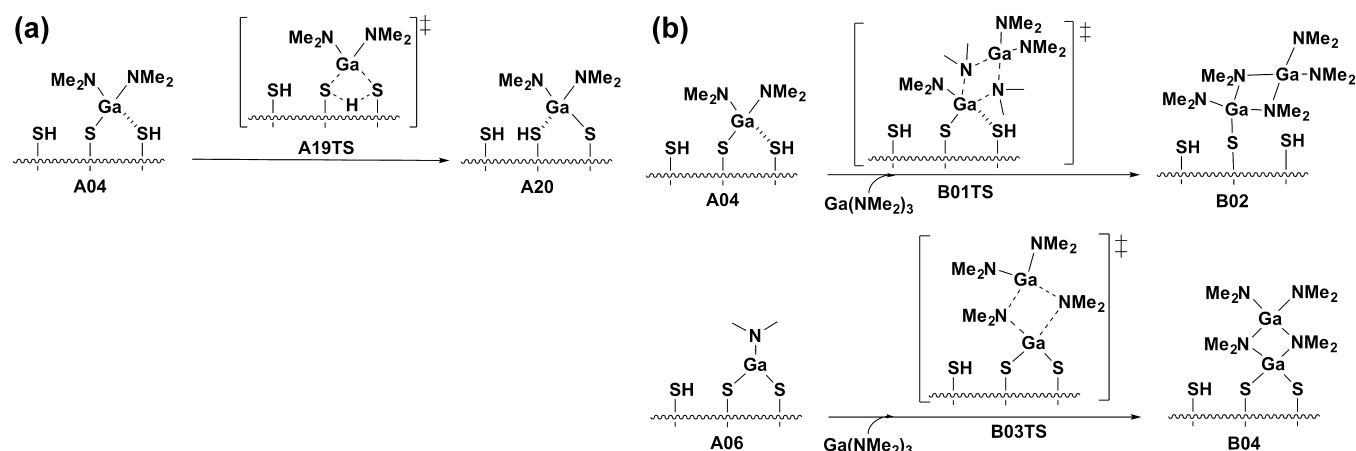 (a)
Me₂N NMe₂
Ga
SH S SH
A04
Me₂N NMe₂ ‡
Ga
SH S H S
A19TS
Me₂N NMe₂
Ga
SH HS S
A20
(b)
Me₂N NMe₂
Ga
SH S SH
A04
Ga(NMe₂)₃
NMe₂ ‡
Ga NMe₂
N
Me₂N N
Ga
SH S SH
B01TS
NMe₂
Me₂N Ga NMe₂
Me₂N Ga NMe₂
SH S SH
B02
N
Ga
SH S S
A06
Ga(NMe₂)₃
NMe₂ ‡
Me₂N Ga
Me₂N NMe₂
Ga
SH S S
B03TS
Me₂N NMe₂
Ga
Me₂N NMe₂
Ga
SH S S
B04